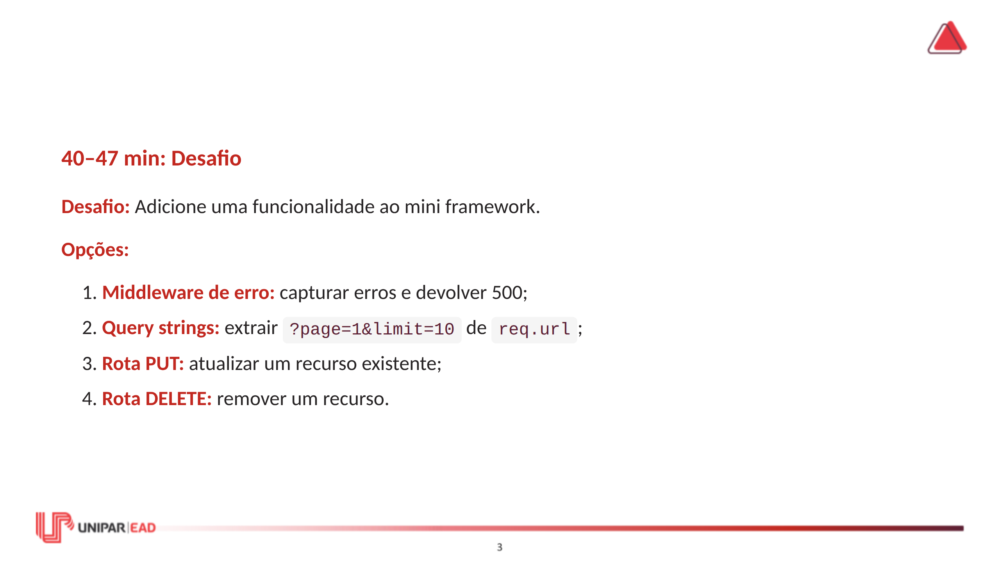 40–47 min: Desafio
Desafio: Adicione uma funcionalidade ao mini framework.
Opções:
1. Middleware de erro: capturar erros e devolver 500;
2. Query strings: extrair ?page=1&limit=10 de req.url;
3. Rota PUT: atualizar um recurso existente;
4. Rota DELETE: remover um recurso.
UNIPAR|EAD
3